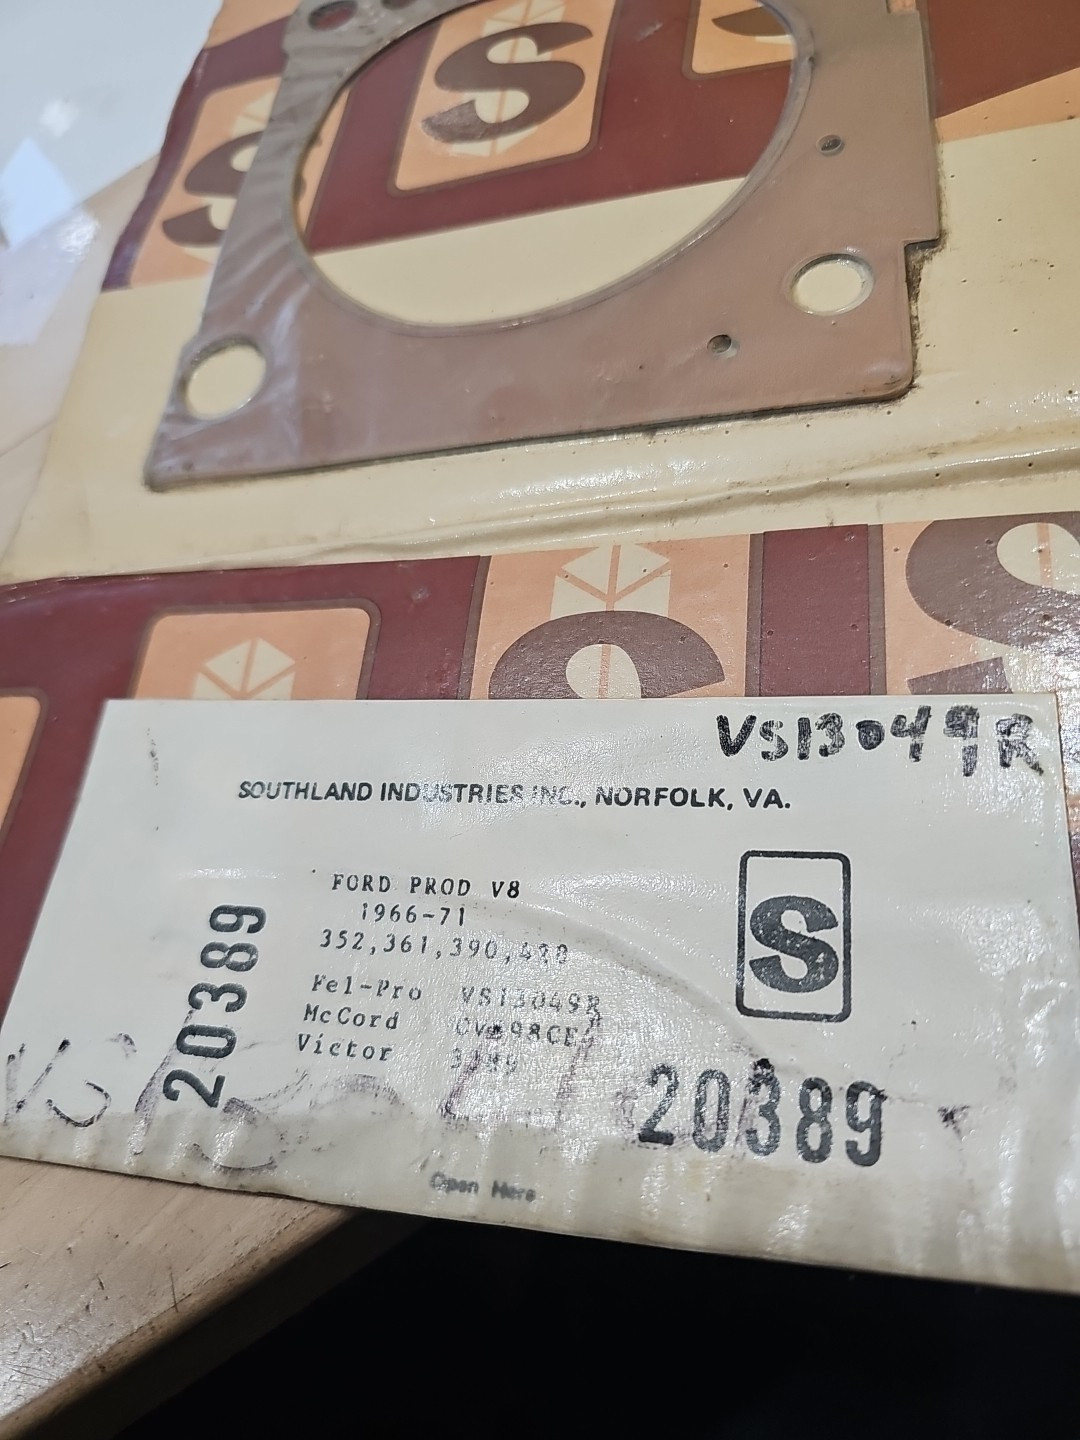 S
S
S
S
VS13049R
SOUTHLAND INDUSTRIES INC., NORFOLK, VA.
FORD PROD V8
1966-71
352,361,390,
S
Fel-Pro VS13049R
McCord
Victor
20389
20389
Open Here